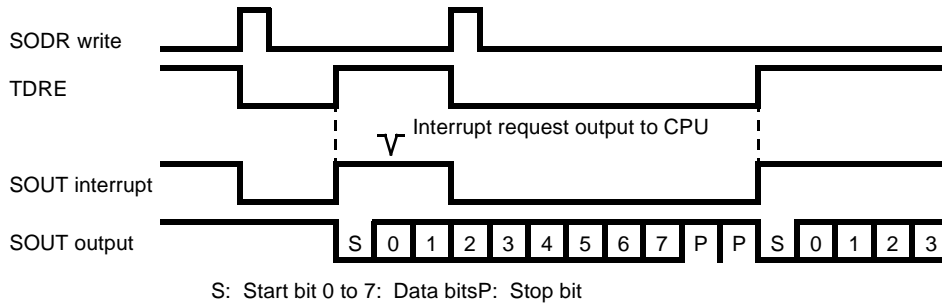 SODR write
TDRE
Interrupt request output to CPU
SOUT interrupt
SOUT output
S 0 1 2 3 4 5 6 7 P P S 0 1 2 3
S: Start bit 0 to 7: Data bitsP: Stop bit